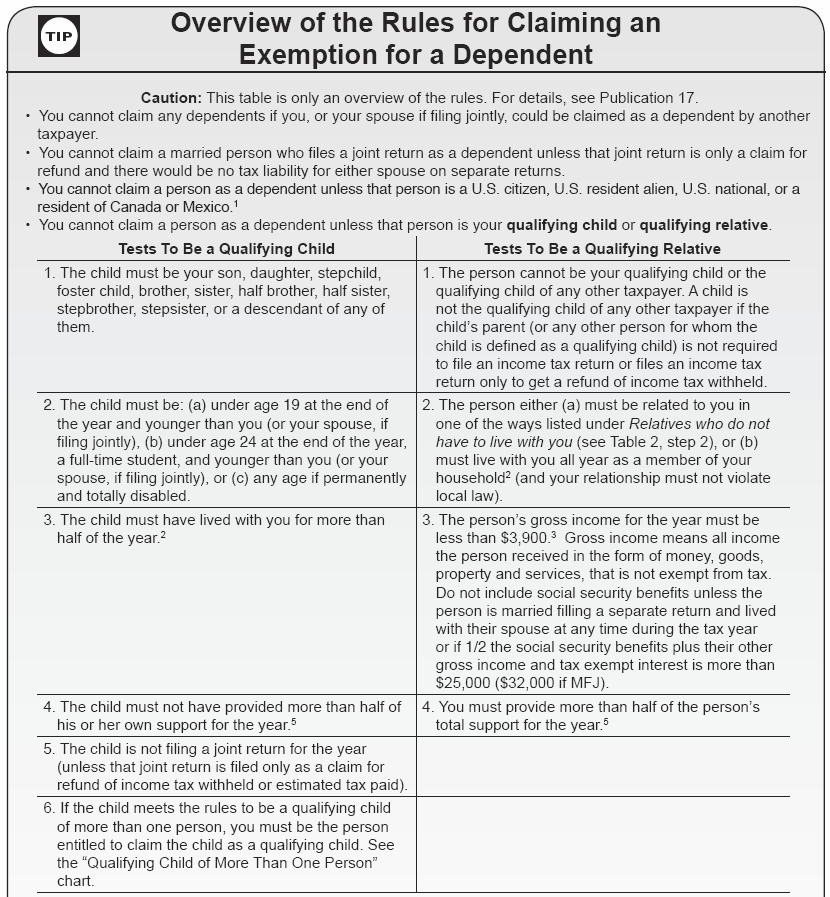 TIP
Overview of the Rules for Claiming an
Exemption for a Dependent
Caution: This table is only an overview of the rules. For details, see Publication 17.
• You cannot claim any dependents if you, or your spouse if filing jointly, could be claimed as a dependent by another
taxpayer.
• You cannot claim a married person who files a joint return as a dependent unless that joint return is only a claim for
refund and there would be no tax liability for either spouse on separate returns.
• You cannot claim a person as a dependent unless that person is a U.S. citizen, U.S. resident alien, U.S. national, or a
resident of Canada or Mexico.¹
• You cannot claim a person as a dependent unless that person is your qualifying child or qualifying relative.
Tests To Be a Qualifying Child
1. The child must be your son, daughter, stepchild,
foster child, brother, sister, half brother, half sister,
stepbrother, stepsister, or a descendant of any of
them.
2. The child must be: (a) under age 19 at the end of
the year and younger than you (or your spouse, if
filing jointly), (b) under age 24 at the end of the year,
a full-time student, and younger than you (or your
spouse, if filing jointly), or (c) any age if permanently
and totally disabled.
3. The child must have lived with you for more than
half of the year.²
4. The child must not have provided more than half of
his or her own support for the year.⁵
5. The child is not filing a joint return for the year
(unless that joint return is filed only as a claim for
refund of income tax withheld or estimated tax paid).
6. If the child meets the rules to be a qualifying child
of more than one person, you must be the person
entitled to claim the child as a qualifying child. See
the “Qualifying Child of More Than One Person”
chart.
Tests To Be a Qualifying Relative
1. The person cannot be your qualifying child or the
qualifying child of any other taxpayer. A child is
not the qualifying child of any other taxpayer if the
child’s parent (or any other person for whom the
child is defined as a qualifying child) is not required
to file an income tax return or files an income tax
return only to get a refund of income tax withheld.
2. The person either (a) must be related to you in
one of the ways listed under Relatives who do not
have to live with you (see Table 2, step 2), or (b)
must live with you all year as a member of your
household² (and your relationship must not violate
local law).
3. The person’s gross income for the year must be
less than $3,900.³ Gross income means all income
the person received in the form of money, goods,
property and services, that is not exempt from tax.
Do not include social security benefits unless the
person is married filling a separate return and lived
with their spouse at any time during the tax year
or if 1/2 the social security benefits plus their other
gross income and tax exempt interest is more than
$25,000 ($32,000 if MFJ).
4. You must provide more than half of the person’s
total support for the year.⁵